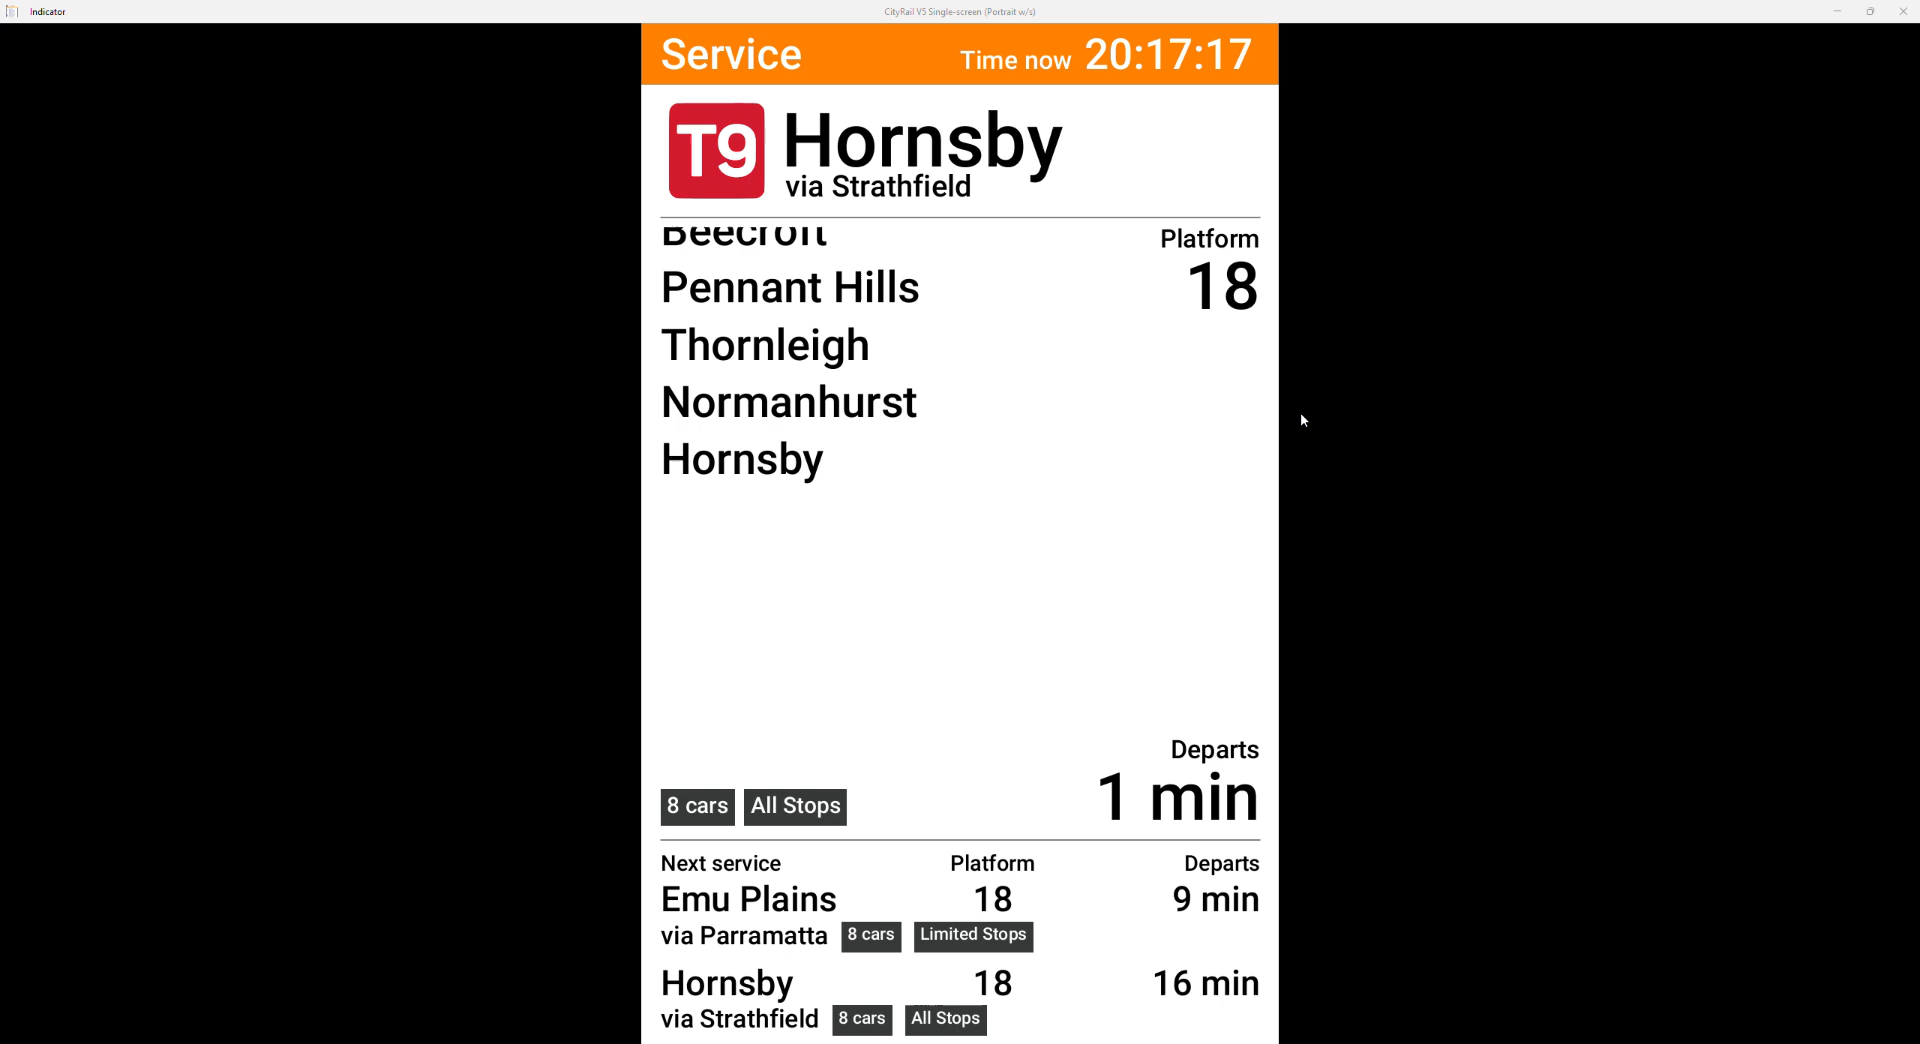 Indicator
CityRail V5 Single-screen (Portrait w/s)
Service
Time now 20:17:17
T9
Hornsby
via Strathfield
Beecroft
Platform
18
Pennant Hills
Thornleigh
Normanhurst
Hornsby
Departs
1 min
8 cars
All Stops
Next service Platform Departs
Emu Plains 18 9 min
via Parramatta 8 cars Limited Stops
Hornsby 18 16 min
via Strathfield 8 cars All Stops